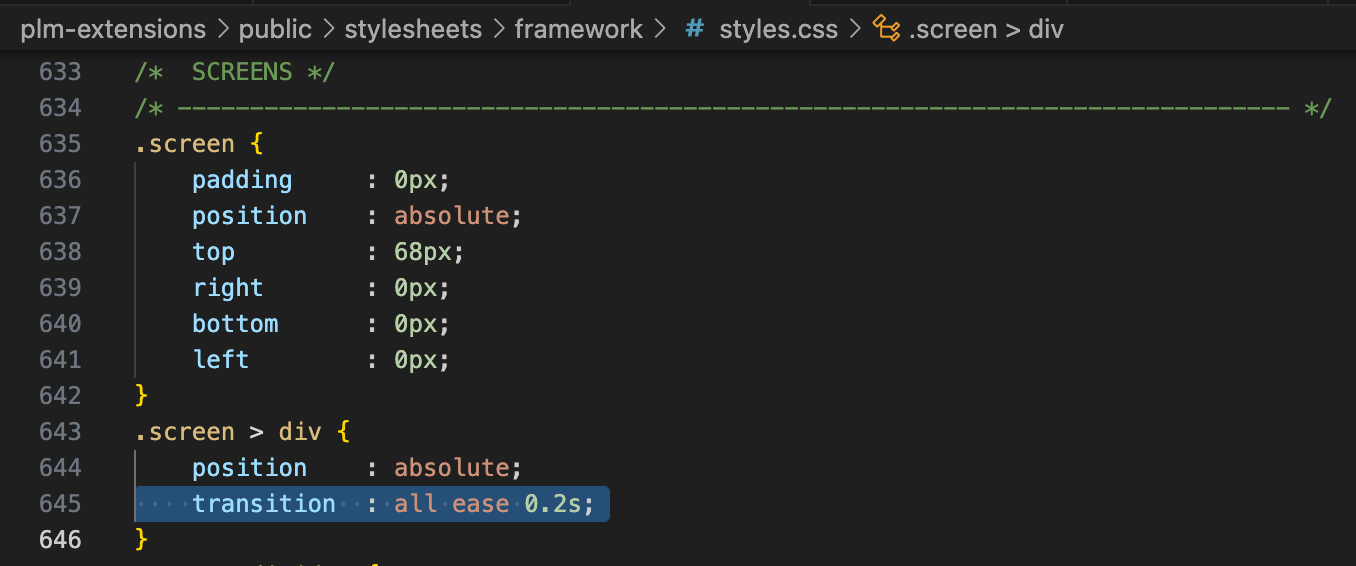 plm-extensions > public > stylesheets > framework > # styles.css > .screen > div
633 /*  SCREENS */
634 /* ----------------------------------------------------------------------------- */
635 .screen {
636     padding     : 0px;
637     position    : absolute;
638     top         : 68px;
639     right       : 0px;
640     bottom      : 0px;
641     left        : 0px;
642 }
643 .screen > div {
644     position    : absolute;
645     transition  : all ease 0.2s;
646 }